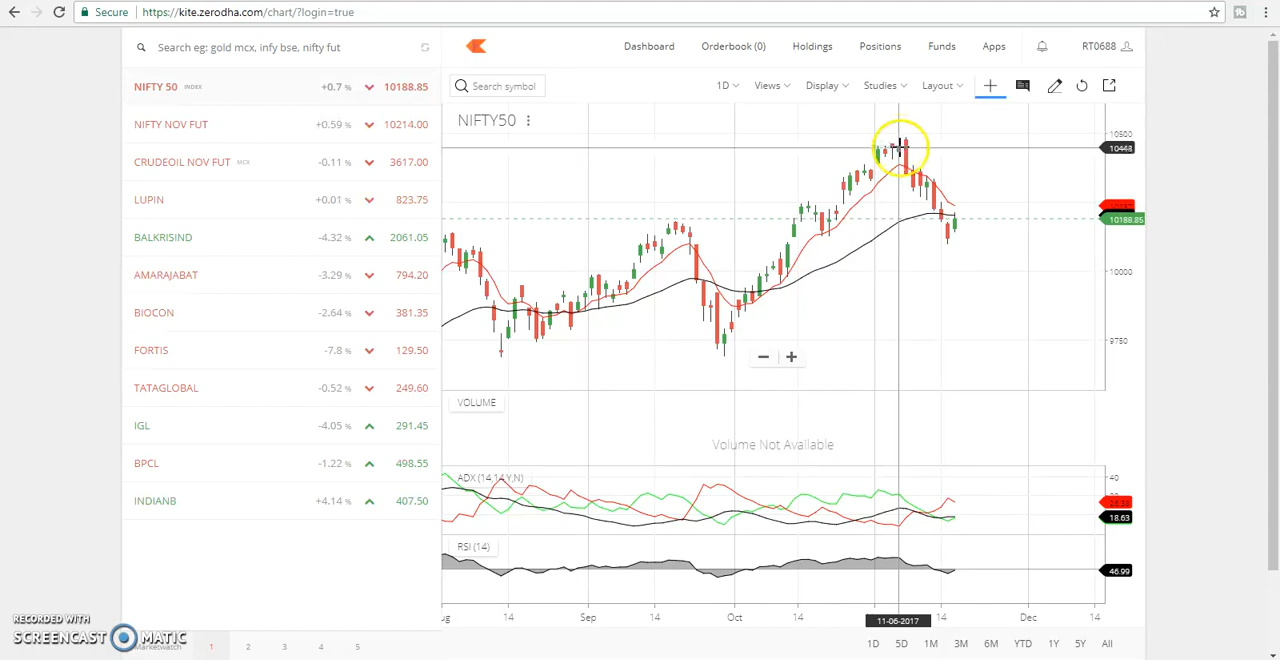 Secure https://kite.zerodha.com/chart/?login=true
Search eg: gold mcx, infy bse, nifty fut
Dashboard Orderbook (0) Holdings Positions Funds Apps RT0688
NIFTY 50 INDEX +0.7 % 10188.85
NIFTY NOV FUT +0.59 % 10214.00
CRUDEOIL NOV FUT MCX -0.11 % 3617.00
LUPIN +0.01 % 823.75
BALKRISIND -4.32 % 2061.05
AMARAJABAT -3.29 % 794.20
BIOCON -2.64 % 381.35
FORTIS -7.8 % 129.50
TATAGLOBAL -0.52 % 249.60
IGL -4.05 % 291.45
BPCL -1.22 % 498.55
INDIANB +4.14 % 407.50
Marketwatch 1 2 3 4 5
Search symbol 1D Views Display Studies Layout
NIFTY50
10500
10448
10188.85
10000
9750
VOLUME
Volume Not Available
ADX (14,14,Y,N)
40
18.63
RSI (14)
46.99
14 Sep 14 Oct 14 14 Dec 14
11-06-2017
1D 5D 1M 3M 6M YTD 1Y 5Y All
RECORDED WITH
SCREENCAST MATIC